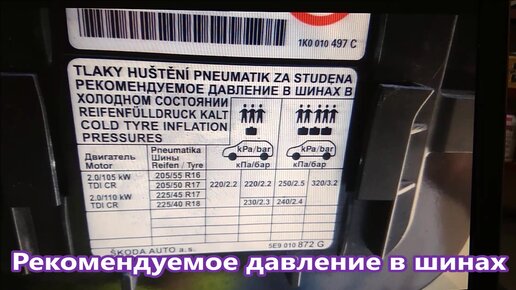 1K0 010 497 C
TLAKY HUŠTĚNÍ PNEUMATIK ZA STUDENA
РЕКОМЕНДУЕМОЕ ДАВЛЕНИЕ В ШИНАХ В
ХОЛОДНОМ СОСТОЯНИИ
REIFENFÜLLDRUCK KALT
COLD TYRE INFLATION
PRESSURES
kPa/bar kPa/bar
кПа/бар кПа/бар
Двигатель Motor
Pneumatika Шины Reifen / Tyre
2.0/105 kW TDI CR
2.0/110 kW TDI CR
205/55 R16
205/50 R17
225/45 R17
225/40 R18
220/2.2 220/2.2 250/2.5 320/3.2
230/2.3 240/2.4
ŠKODA AUTO a.s. 5E9 010 872 G
Рекомендуемое давление в шинах